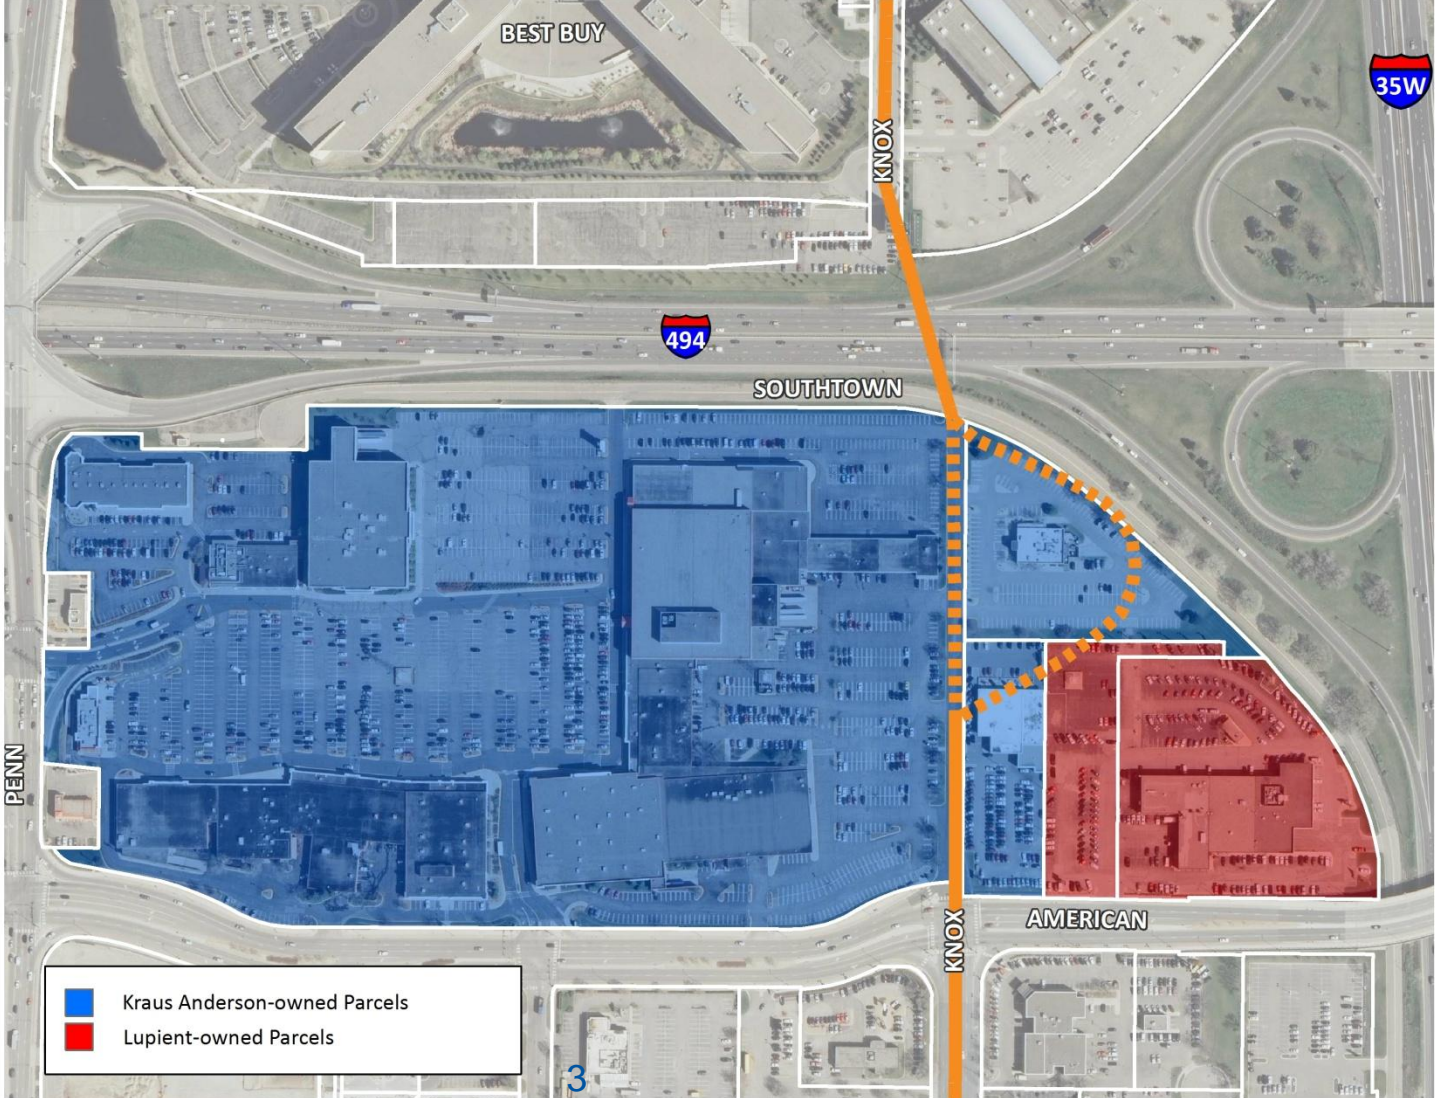 BEST BUY
35W
KNOX
494
SOUTHTOWN
PENN
KNOX
AMERICAN
Kraus Anderson-owned Parcels
Lupient-owned Parcels
3